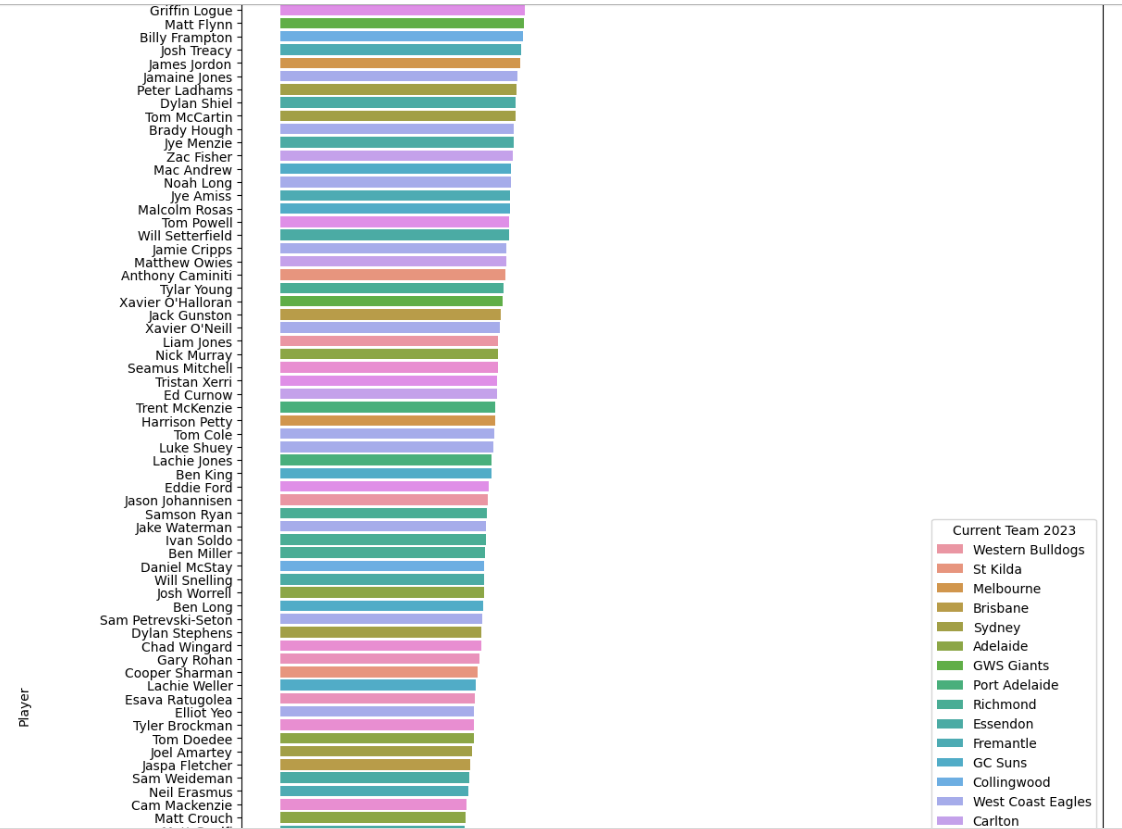 Griffin Logue
Matt Flynn
Billy Frampton
Josh Treacy
James Jordon
Jamaine Jones
Peter Ladhams
Dylan Shiel
Tom McCartin
Brady Hough
Jye Menzie
Zac Fisher
Mac Andrew
Noah Long
Jye Amiss
Malcolm Rosas
Tom Powell
Will Setterfield
Jamie Cripps
Matthew Owies
Anthony Caminiti
Tylar Young
Xavier O'Halloran
Jack Gunston
Xavier O'Neill
Liam Jones
Nick Murray
Seamus Mitchell
Tristan Xerri
Ed Curnow
Trent McKenzie
Harrison Petty
Tom Cole
Luke Shuey
Lachie Jones
Ben King
Eddie Ford
Jason Johannisen
Samson Ryan
Jake Waterman
Ivan Soldo
Ben Miller
Daniel McStay
Will Snelling
Josh Worrell
Ben Long
Sam Petrevski-Seton
Dylan Stephens
Chad Wingard
Gary Rohan
Cooper Sharman
Lachie Weller
Esava Ratugolea
Elliot Yeo
Tyler Brockman
Tom Doedee
Joel Amartey
Jaspa Fletcher
Sam Weideman
Neil Erasmus
Cam Mackenzie
Matt Crouch
Player
Current Team 2023
Western Bulldogs
St Kilda
Melbourne
Brisbane
Sydney
Adelaide
GWS Giants
Port Adelaide
Richmond
Essendon
Fremantle
GC Suns
Collingwood
West Coast Eagles
Carlton